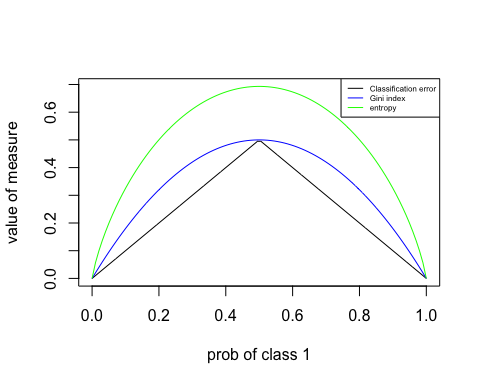 Classification error
Gini index
entropy
value of measure
0.6
0.4
0.2
0.0
0.0 0.2 0.4 0.6 0.8 1.0
prob of class 1